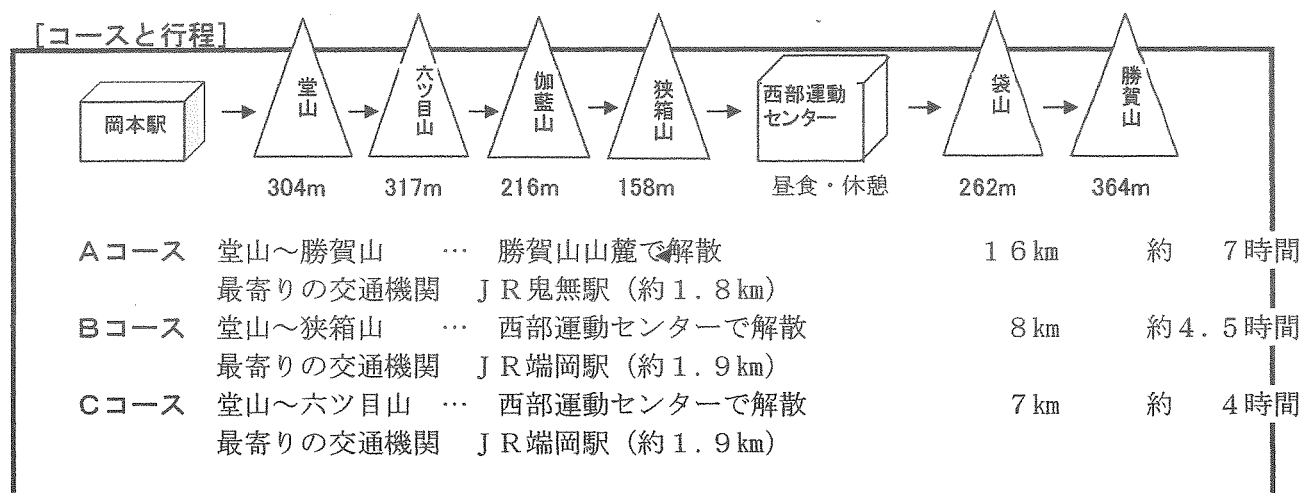 [コースと行程]
岡本駅 → 堂山 → 六ツ目山 → 伽藍山 → 狭箱山 → 西部運動センター → 袋山 → 勝賀山
304m 317m 216m 158m 昼食・休憩 262m 364m
Aコース 堂山~勝賀山 … 勝賀山山麓で解散 16㎞ 約 7時間
最寄りの交通機関 JR鬼無駅(約1.8㎞)
Bコース 堂山~狭箱山 … 西部運動センターで解散 8㎞ 約4.5時間
最寄りの交通機関 JR端岡駅(約1.9㎞)
Cコース 堂山~六ツ目山 … 西部運動センターで解散 7㎞ 約 4時間
最寄りの交通機関 JR端岡駅(約1.9㎞)